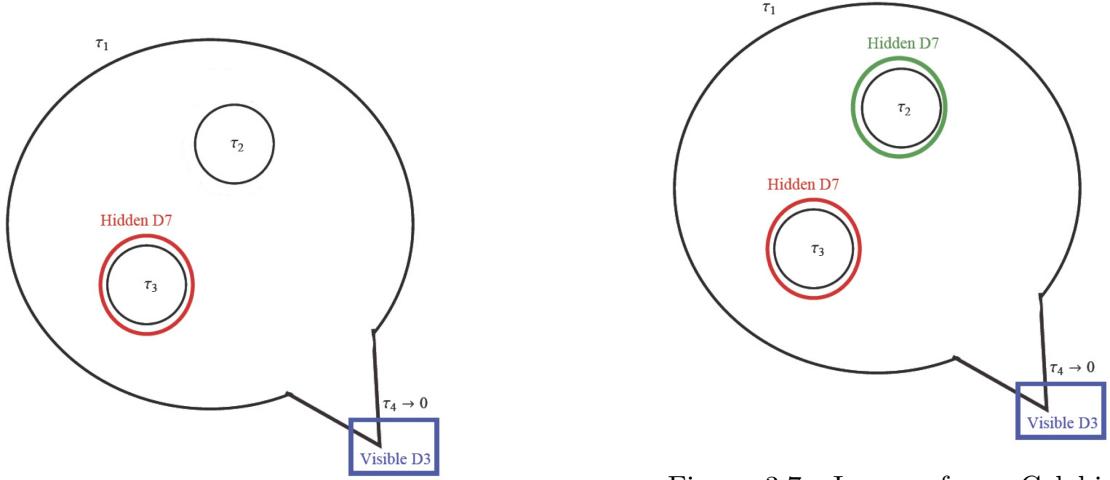 τ₁
τ₂
Hidden D7
τ₃
τ₄ → 0
Visible D3
τ₁
Hidden D7
τ₂
Hidden D7
τ₃
τ₄ → 0
Visible D3